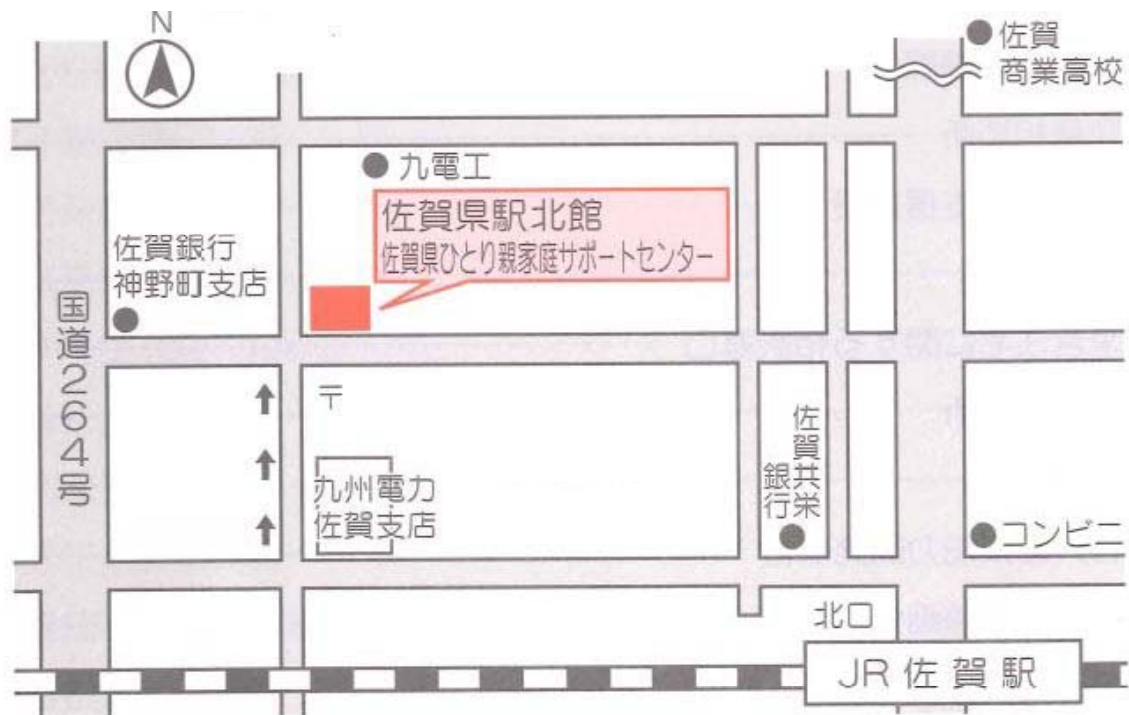 N
佐賀
商業高校
九電工
佐賀県駅北館
佐賀県ひとり親家庭サポートセンター
佐賀銀行
神野町支店
国道264号
〒
九州電力
佐賀支店
佐賀共栄
銀行
コンビニ
北口
JR佐賀駅